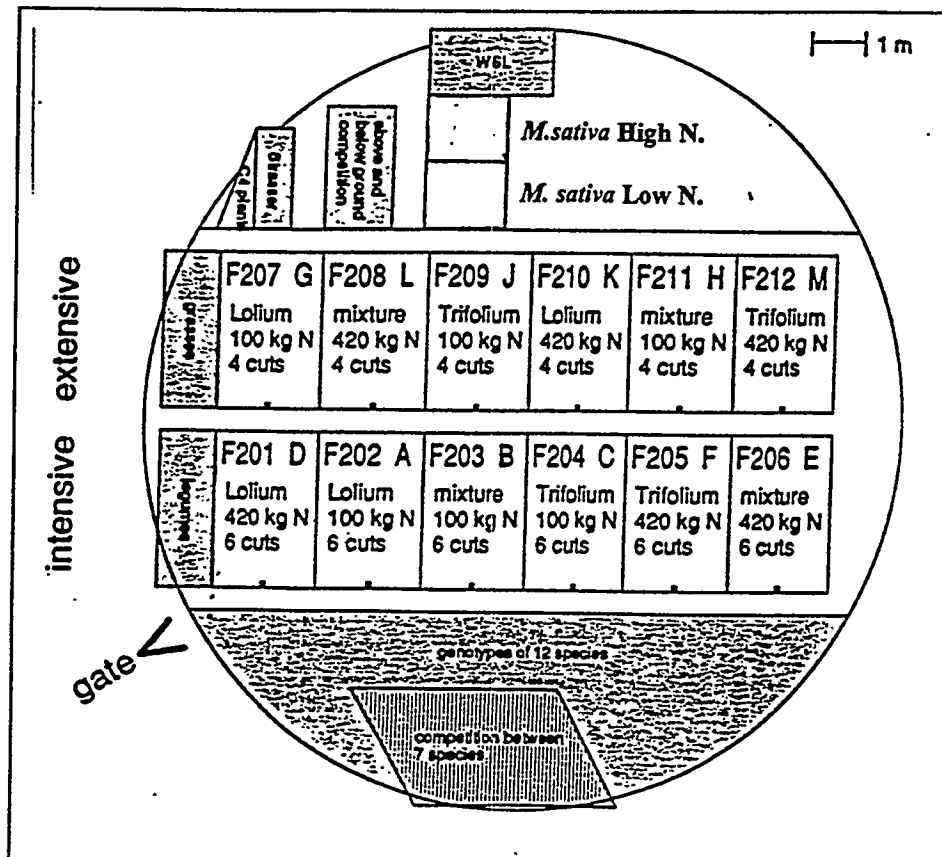 1 m
WSL
M.sativa High N.
M. sativa Low N.
C4 plant
above and
below ground
competition
extensive
grasses
F207 G
Lolium
100 kg N
4 cuts
F208 L
mixture
420 kg N
4 cuts
F209 J
Trifolium
100 kg N
4 cuts
F210 K
Lolium
420 kg N
4 cuts
F211 H
mixture
100 kg N
4 cuts
F212 M
Trifolium
420 kg N
4 cuts
intensive
legumes
F201 D
Lolium
420 kg N
6 cuts
F202 A
Lolium
100 kg N
6 cuts
F203 B
mixture
100 kg N
6 cuts
F204 C
Trifolium
100 kg N
6 cuts
F205 F
Trifolium
420 kg N
6 cuts
F206 E
mixture
420 kg N
6 cuts
gate
genotypes of 12 species
competition between
7 species